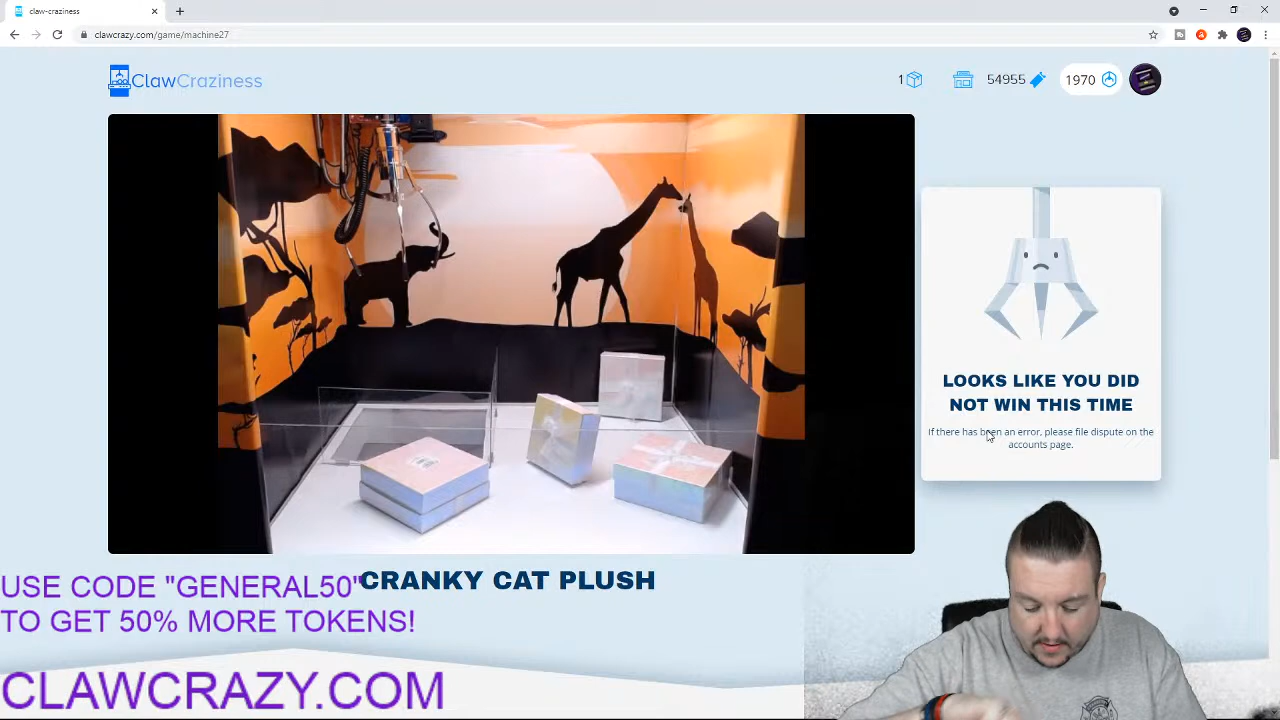 claw-craziness
clawcrazy.com/game/machine27
ClawCraziness
1
54955
1970
LOOKS LIKE YOU DID
NOT WIN THIS TIME
If there has been an error, please file dispute on the
accounts page.
CRANKY CAT PLUSH
USE CODE "GENERAL50"
TO GET 50% MORE TOKENS!
CLAWCRAZY.COM